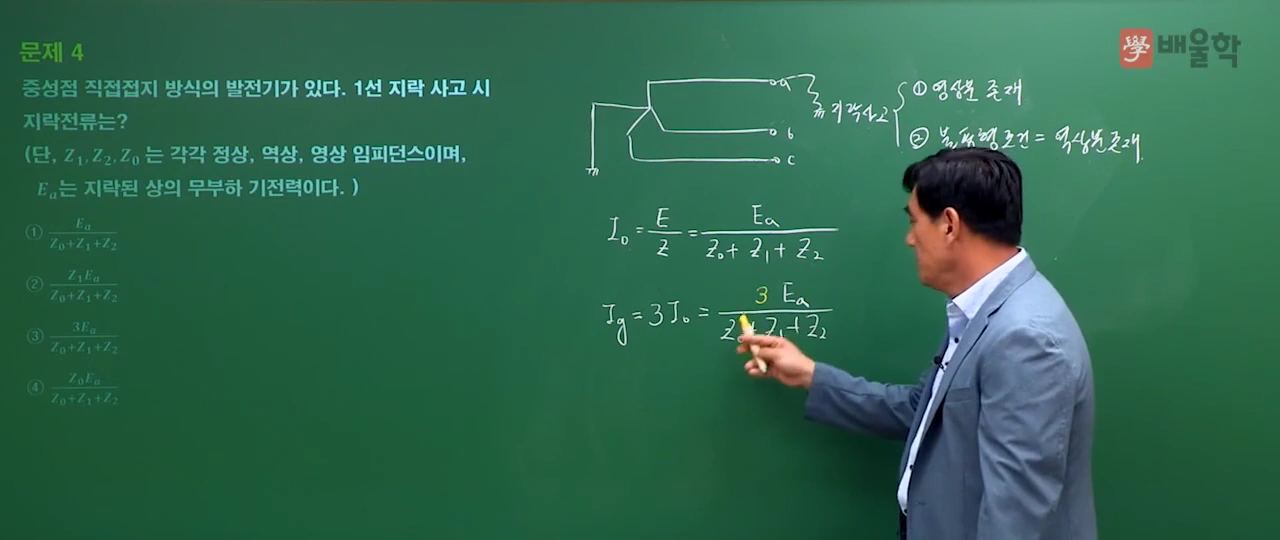 문제 4
중성점 직접접지 방식의 발전기가 있다. 1선 지락 사고 시
지락전류는?
(단, Z₁, Z₂, Z₀ 는 각각 정상, 역상, 영상 임피던스이며,
Eₐ는 지락된 상의 무부하 기전력이다. )
① Eₐ/(Z₀+Z₁+Z₂)
② Z₁Eₐ/(Z₀+Z₁+Z₂)
③ 3Eₐ/(Z₀+Z₁+Z₂)
④ Z₀Eₐ/(Z₀+Z₁+Z₂)
學 배울학
a
b
c
지락사고
① 영상분 존재
② 불평형조건 = 역상분존재.
I₀ = E/Z = Eₐ/(Z₀ + Z₁ + Z₂)
I_g = 3I₀ = 3 Eₐ/(Z₀ + Z₁ + Z₂)